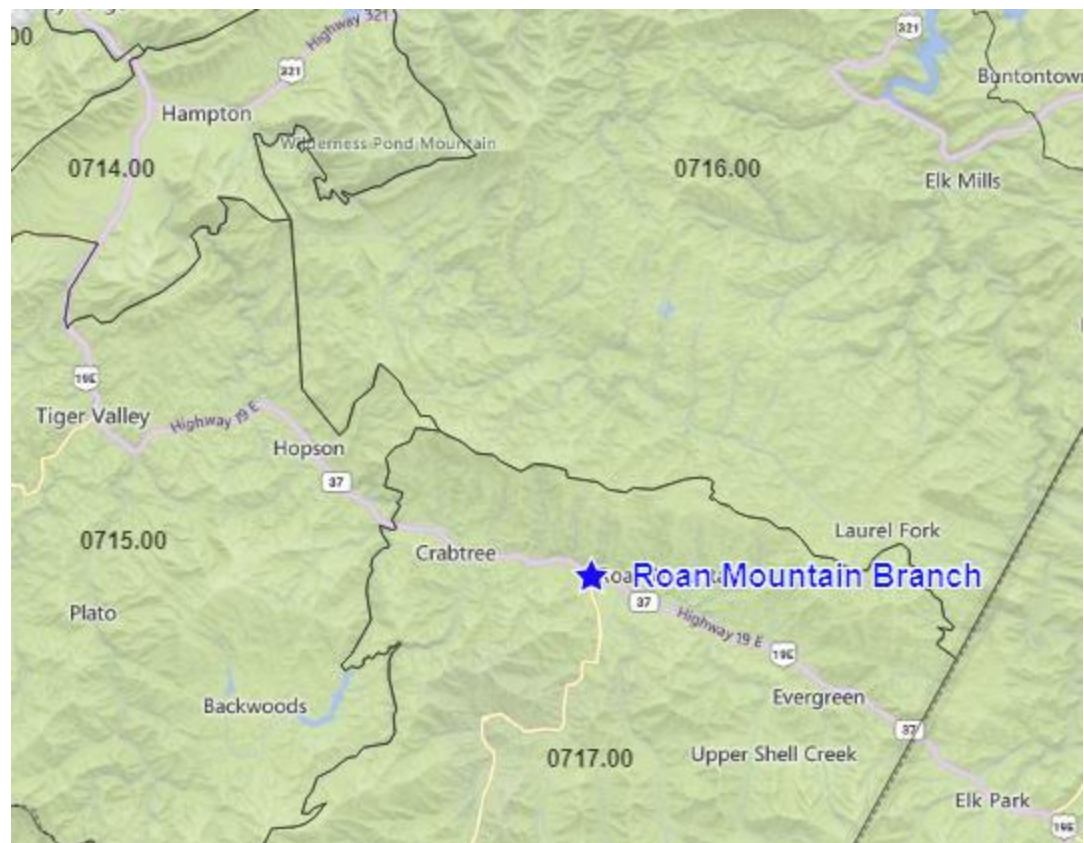 Highway 321
321
321
Buntontown
Hampton
Wilderness Pond Mountain
0714.00
0716.00
Elk Mills
19E
Tiger Valley
Highway 19 E
Hopson
37
0715.00
Crabtree
Laurel Fork
Roan Mountain Branch
37
Highway 19 E
Plato
19E
Backwoods
Evergreen
37
0717.00
Upper Shell Creek
Elk Park
19E